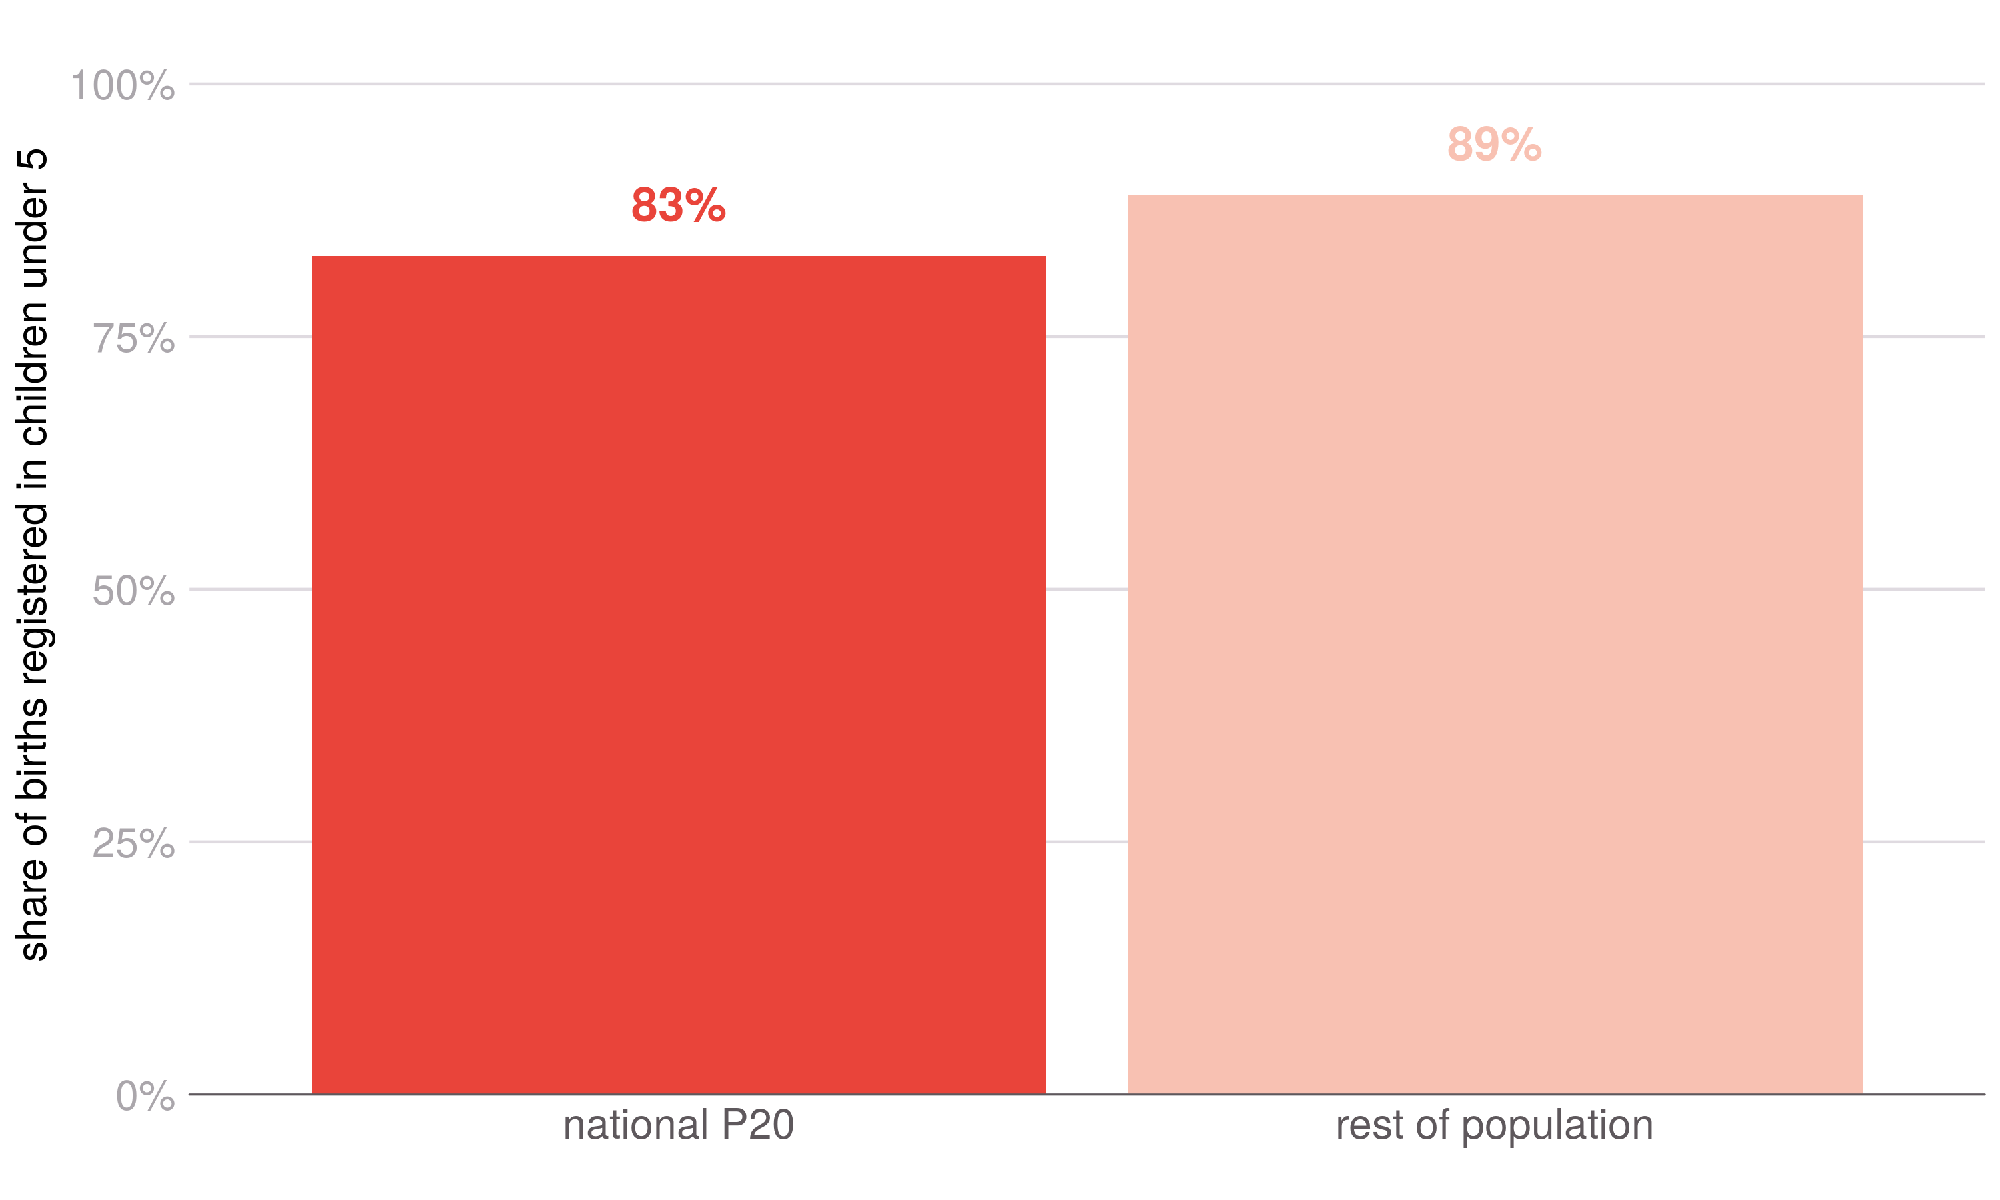 share of births registered in children under 5
100%
75%
50%
25%
0%
83%
89%
national P20
rest of population